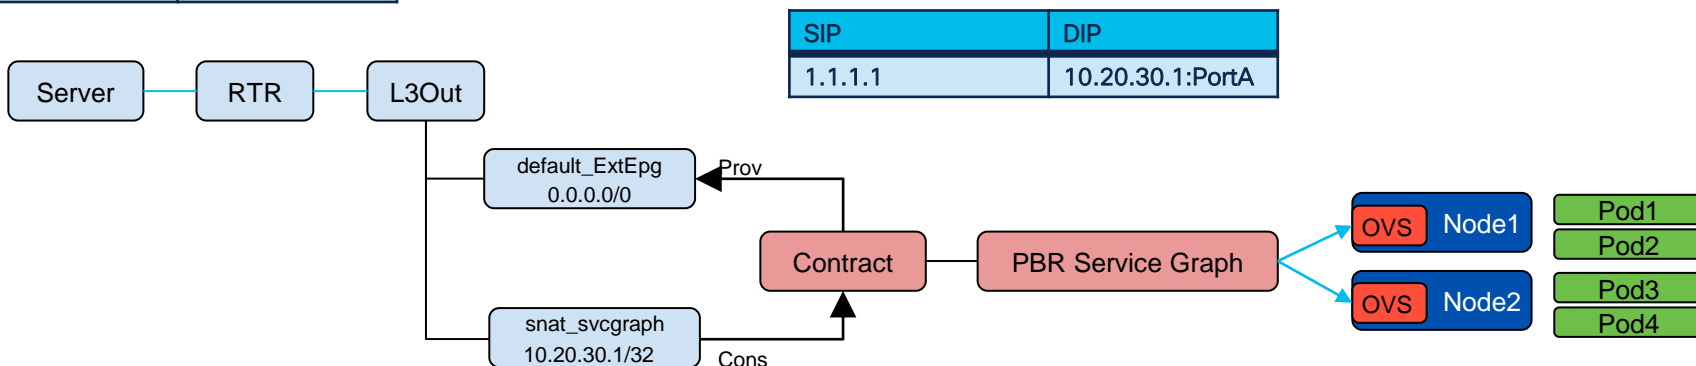 SIP DIP
1.1.1.1 10.20.30.1:PortA
Server RTR L3Out
default_ExtEpg
0.0.0.0/0
Prov
Contract
PBR Service Graph
OVS Node1
Pod1
Pod2
OVS Node2
Pod3
Pod4
snat_svcgraph
10.20.30.1/32
Cons